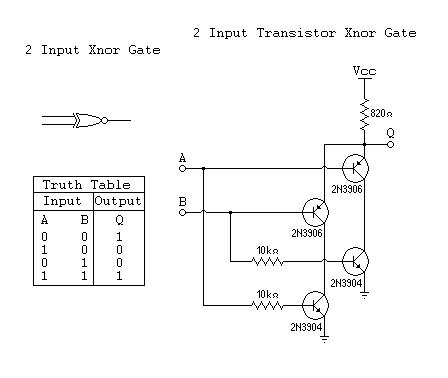 2 Input Transistor Xnor Gate
2 Input Xnor Gate
Vcc
820Ω
Q
A
2N3906
B
2N3906
10kΩ
2N3904
10kΩ
2N3904
Truth Table
Input Output
A B Q
0 0 1
1 0 0
0 1 0
1 1 1